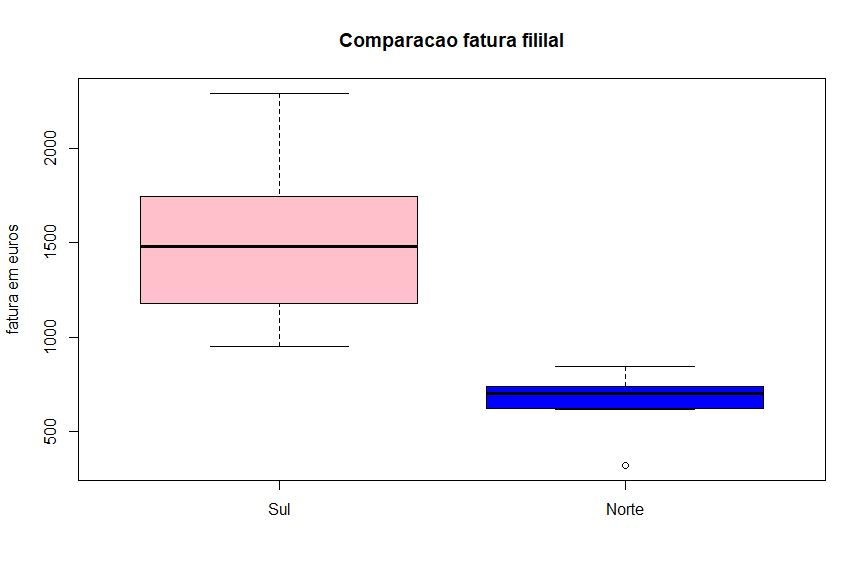 Comparacao fatura fililal
fatura em euros
2000
1500
1000
500
Sul
Norte